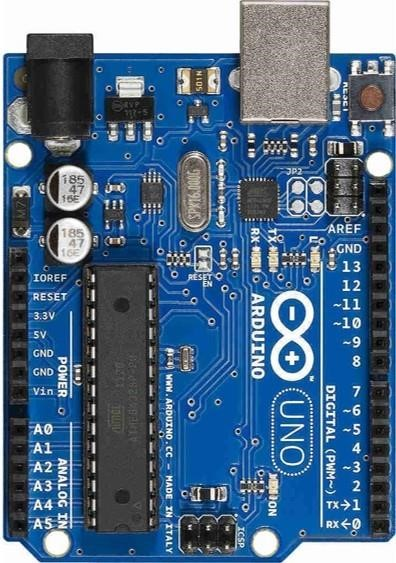 RESET
SPK16.000G
185
47
16E
185
47
16E
JP2
AREF
GND
13
12
~11
~10
~9
8
7
~6
~5
4
~3
2
TX→1
RX←0
DIGITAL (PWM~)
RX
TX
L
RESET
EN
IOREF
RESET
3.3V
5V
GND
GND
Vin
POWER
A0
A1
A2
A3
A4
A5
ANALOG IN
ARDUINO
UNO
WWW.ARDUINO.CC - MADE IN ITALY
ON
ICSP